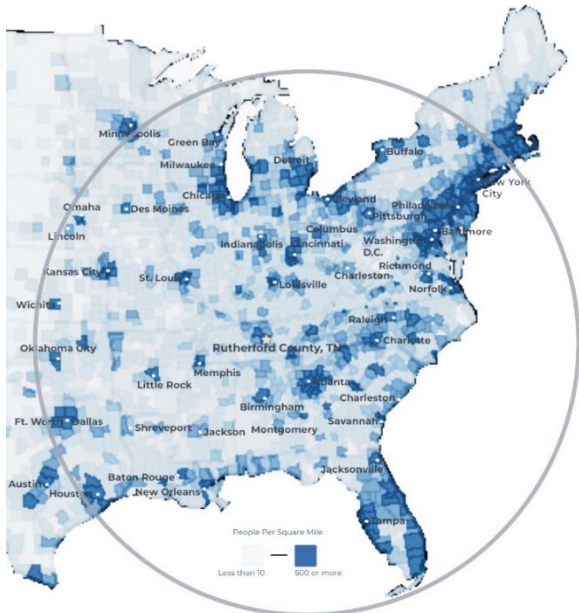 Minneapolis
Green Bay
Milwaukee
Detroit
Buffalo
Chicago
Cleveland
New York
City
Philadelphia
Pittsburgh
Omaha
Des Moines
Lincoln
Columbus
Indianapolis
Cincinnati
Baltimore
Washington
D.C.
Kansas City
St. Louis
Louisville
Charleston
Richmond
Norfolk
Wichita
Raleigh
Oklahoma City
Rutherford County, TN
Charlotte
Memphis
Little Rock
Atlanta
Birmingham
Charleston
Ft. Worth
Dallas
Shreveport
Jackson
Montgomery
Savannah
Jacksonville
Austin
Houston
Baton Rouge
New Orleans
Tampa
People Per Square Mile
Less than 10
500 or more